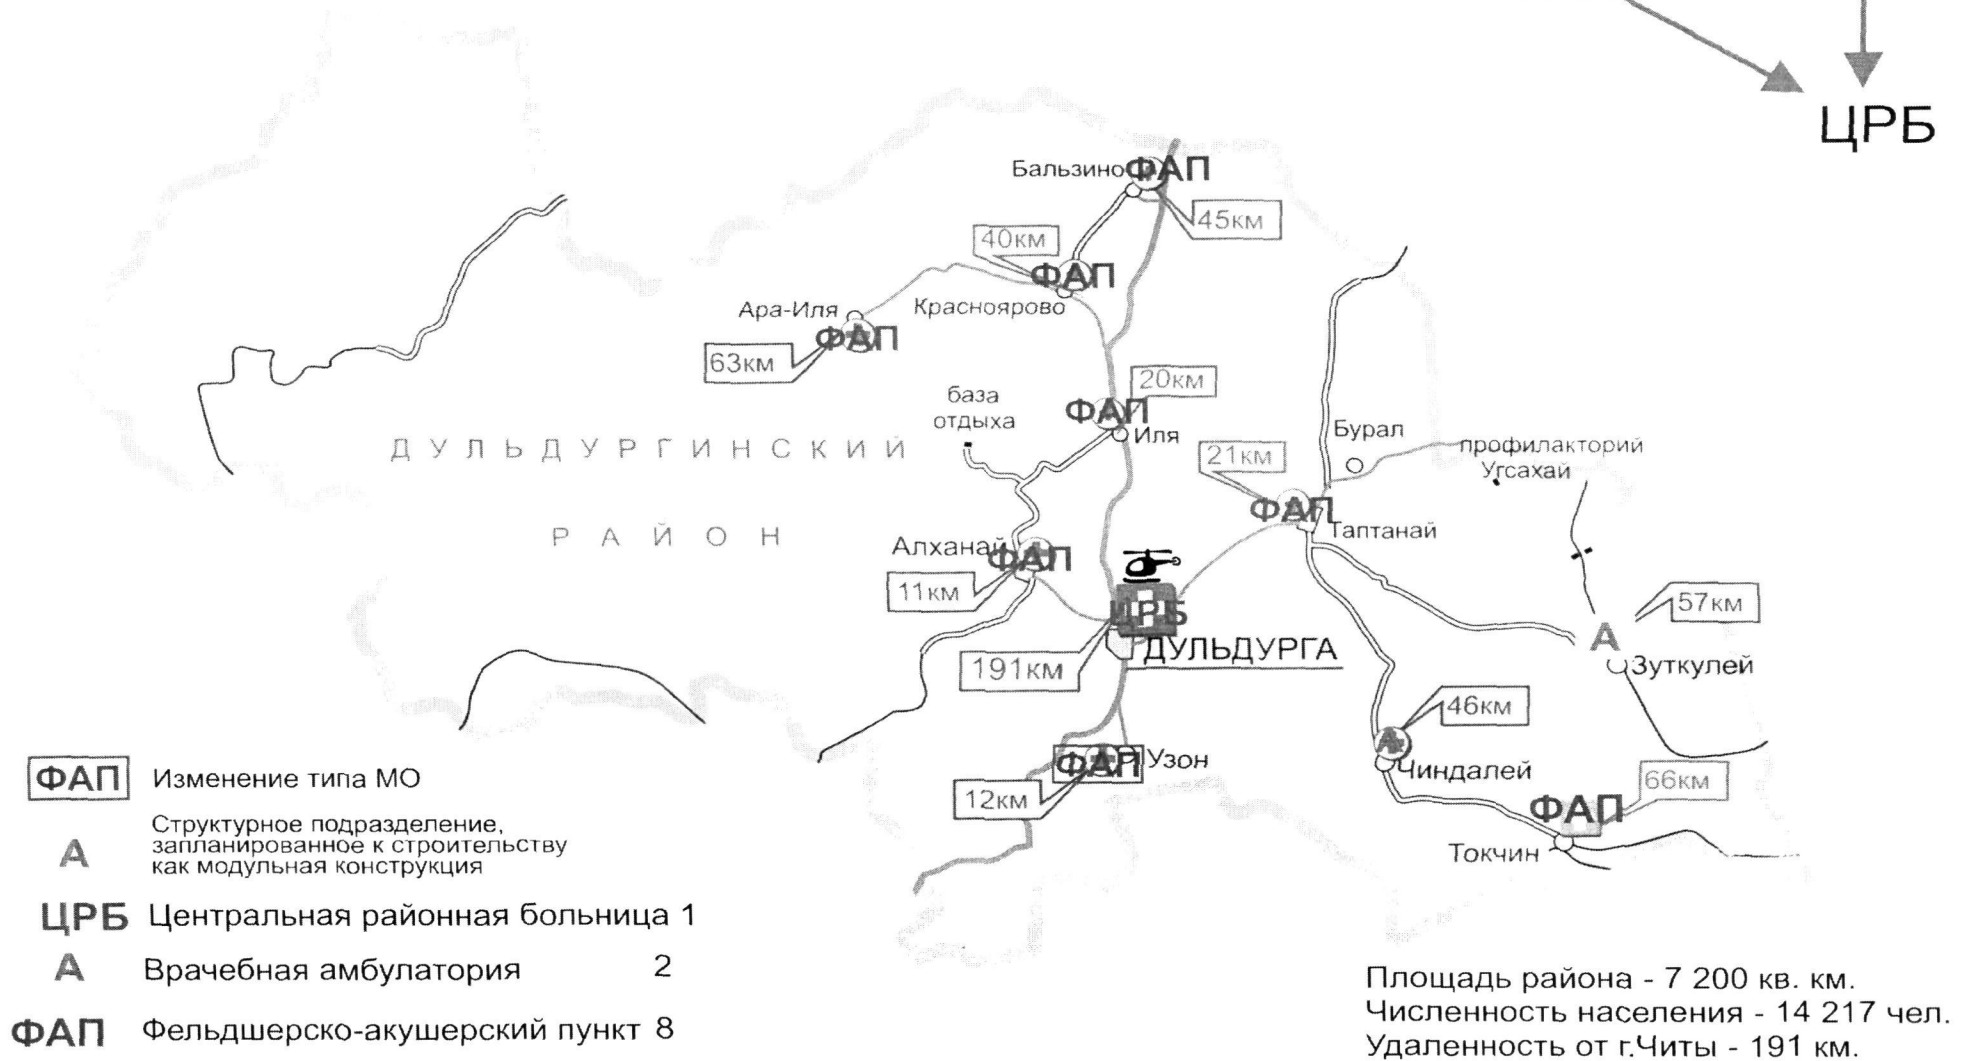 ЦРБ
Бальзино
ФАП
45км
40км
ФАП
Красноярово
Ара-Иля
ФАП
63км
20км
ФАП
Иля
база
отдыха
ДУЛЬДУРГИНСКИЙ
РАЙОН
Бурал
профилакторий
Угсахай
21км
ФАП
Таптанай
Алханай
ФАП
11км
ЦРБ
ДУЛЬДУРГА
191км
57км
А
Зуткулей
46км
А
Чиндалей
Узон
ФАП
12км
66км
ФАП
Токчин
ФАП Изменение типа МО
Структурное подразделение,
А запланированное к строительству
как модульная конструкция
ЦРБ Центральная районная больница 1
А Врачебная амбулатория 2
ФАП Фельдшерско-акушерский пункт 8
Площадь района - 7 200 кв. км.
Численность населения - 14 217 чел.
Удаленность от г.Читы - 191 км.